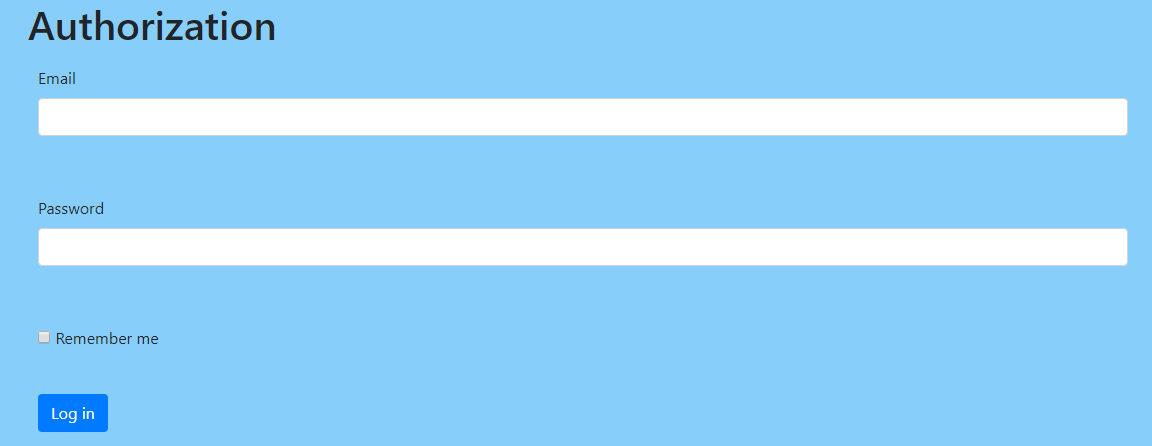 Authorization
Email
Password
Remember me
Log in